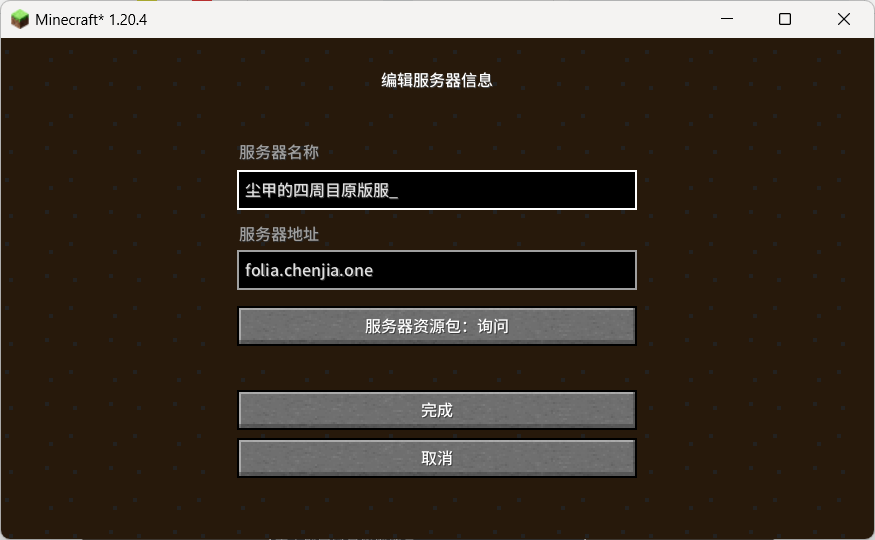 Minecraft* 1.20.4
编辑服务器信息
服务器名称
尘甲的四周目原版服_
服务器地址
folia.chenjia.one
服务器资源包：询问
完成
取消